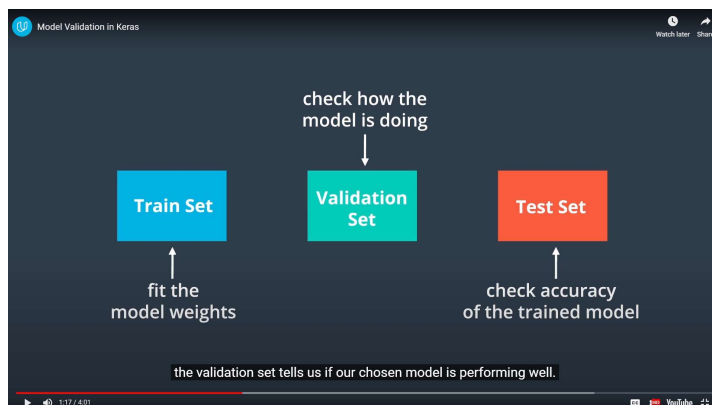 Model Validation in Keras
Watch later
Share
check how the
model is doing
Train Set
Validation
Set
Test Set
fit the
model weights
check accuracy
of the trained model
the validation set tells us if our chosen model is performing well.
1:17 / 4:01
YouTube